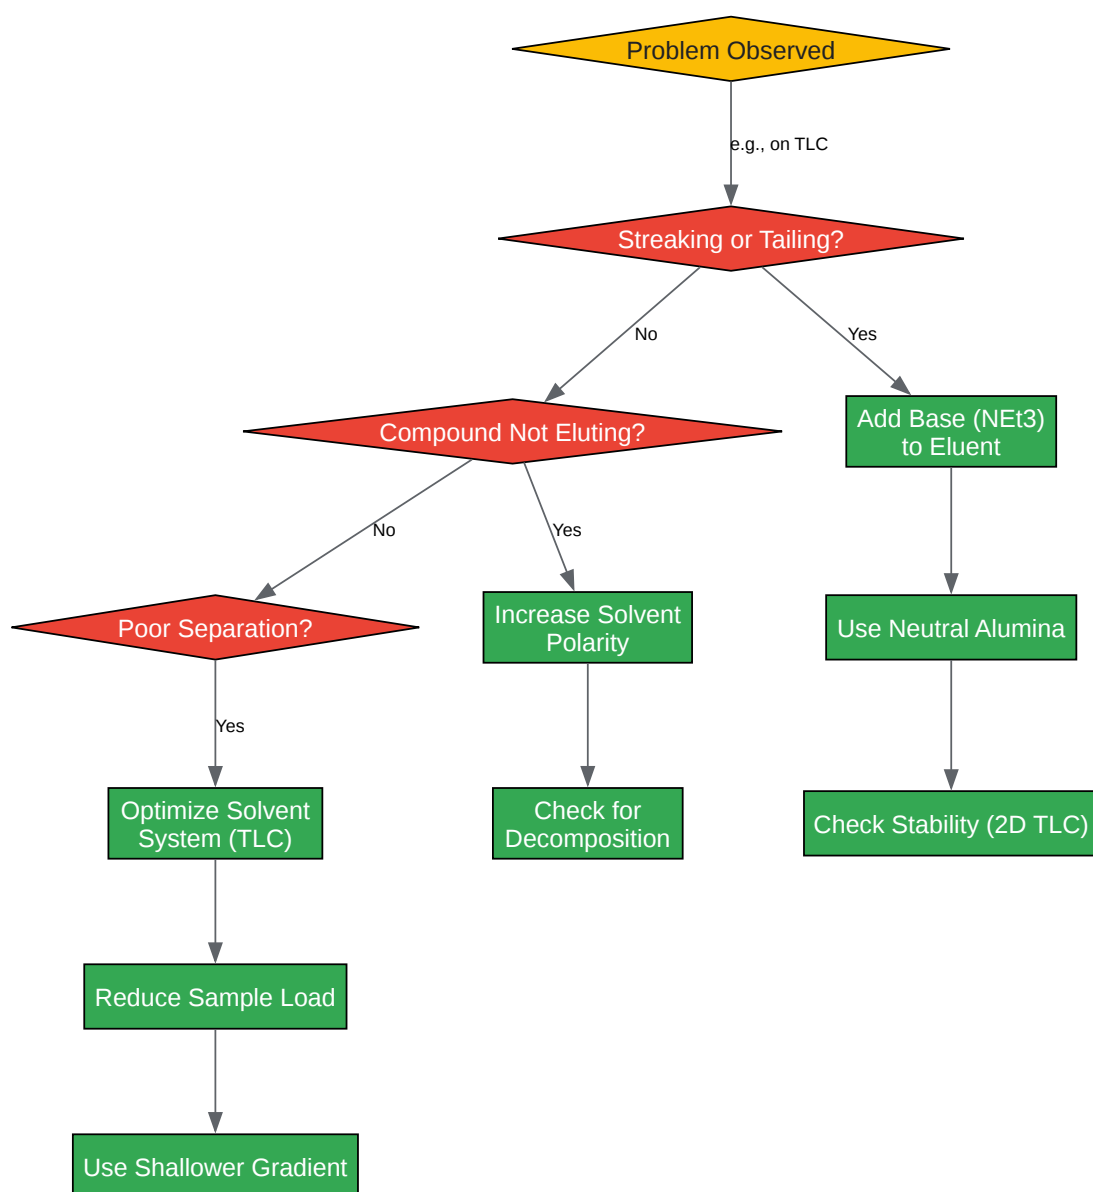 Problem Observed
e.g., on TLC
Streaking or Tailing?
No
Yes
Compound Not Eluting?
Add Base (NEt3)
to Eluent
No
Yes
Poor Separation?
Increase Solvent
Polarity
Use Neutral Alumina
Yes
Optimize Solvent
System (TLC)
Check for
Decomposition
Check Stability (2D TLC)
Reduce Sample Load
Use Shallower Gradient